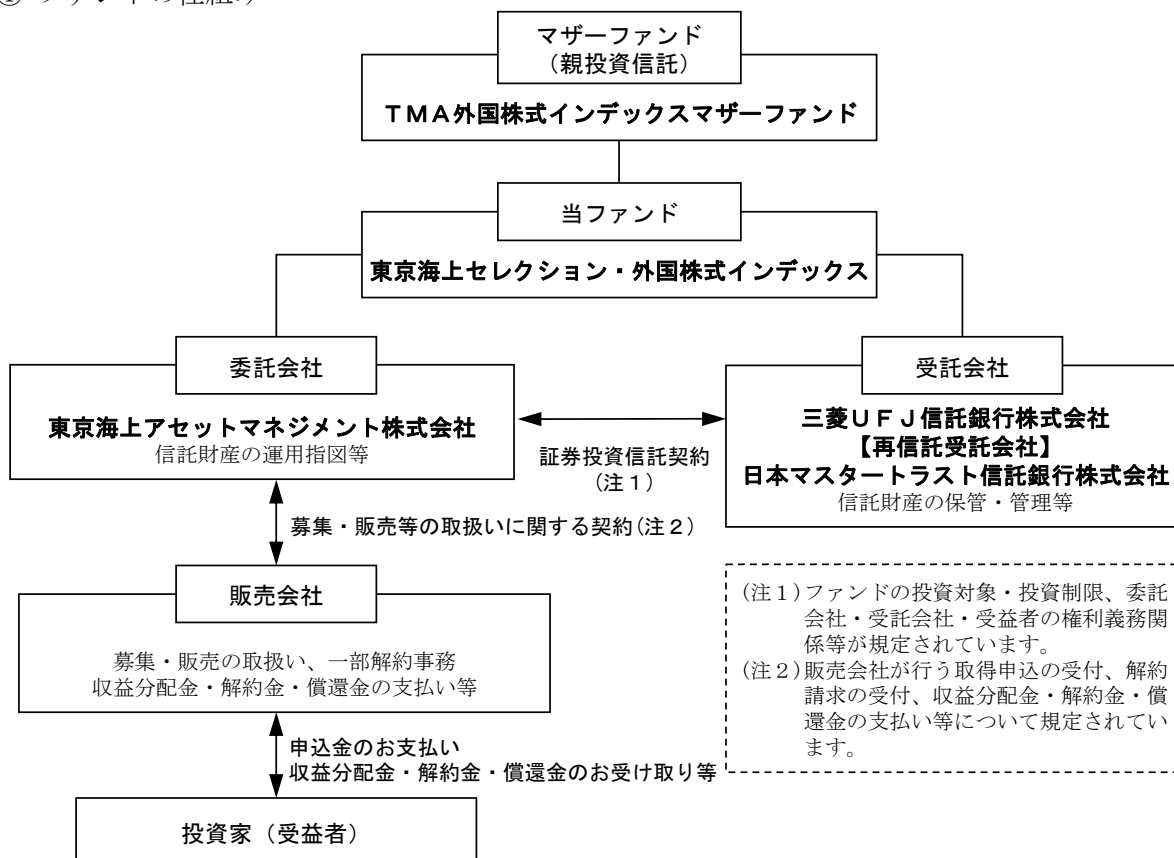 マザーファンド
（親投資信託）
ＴＭＡ外国株式インデックスマザーファンド
当ファンド
東京海上セレクション・外国株式インデックス
委託会社
東京海上アセットマネジメント株式会社
信託財産の運用指図等
証券投資信託契約
（注１）
受託会社
三菱ＵＦＪ信託銀行株式会社
【再信託受託会社】
日本マスタートラスト信託銀行株式会社
信託財産の保管・管理等
募集・販売等の取扱いに関する契約(注２)
販売会社
募集・販売の取扱い、一部解約事務
収益分配金・解約金・償還金の支払い等
申込金のお支払い
収益分配金・解約金・償還金のお受け取り等
投資家（受益者）
(注１)ファンドの投資対象・投資制限、委託
会社・受託会社・受益者の権利義務関
係等が規定されています。
(注２)販売会社が行う取得申込の受付、解約
請求の受付、収益分配金・解約金・償
還金の支払い等について規定されてい
ます。